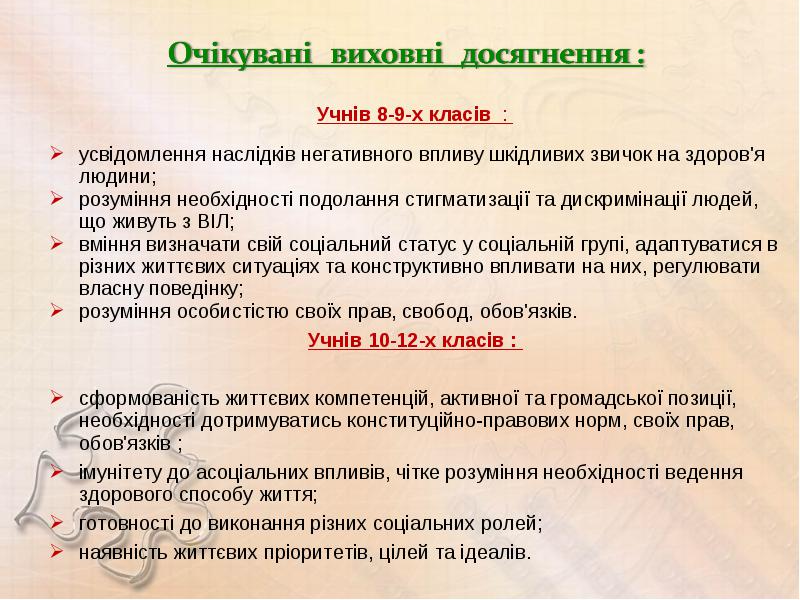 Очікувані виховні досягнення :
Учнів 8-9-х класів :
усвідомлення наслідків негативного впливу шкідливих звичок на здоров'я
людини;
розуміння необхідності подолання стигматизації та дискримінації людей,
що живуть з ВІЛ;
вміння визначати свій соціальний статус у соціальній групі, адаптуватися в
різних життєвих ситуаціях та конструктивно впливати на них, регулювати
власну поведінку;
розуміння особистістю своїх прав, свобод, обов'язків.
Учнів 10-12-х класів :
сформованість життєвих компетенцій, активної та громадської позиції,
необхідності дотримуватись конституційно-правових норм, своїх прав,
обов'язків ;
імунітету до асоціальних впливів, чітке розуміння необхідності ведення
здорового способу життя;
готовності до виконання різних соціальних ролей;
наявність життєвих пріоритетів, цілей та ідеалів.